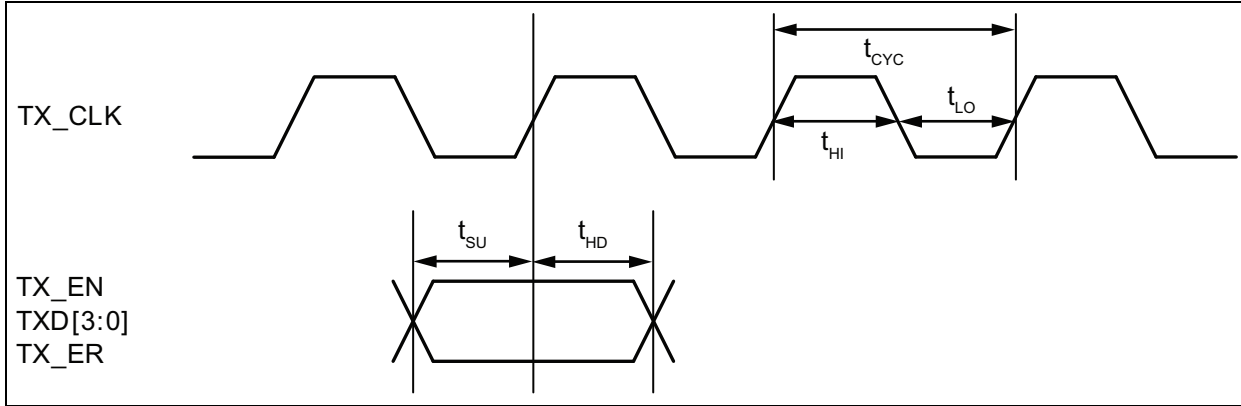 t_CYC
TX_CLK
t_LO
t_HI
t_SU t_HD
TX_EN
TXD[3:0]
TX_ER